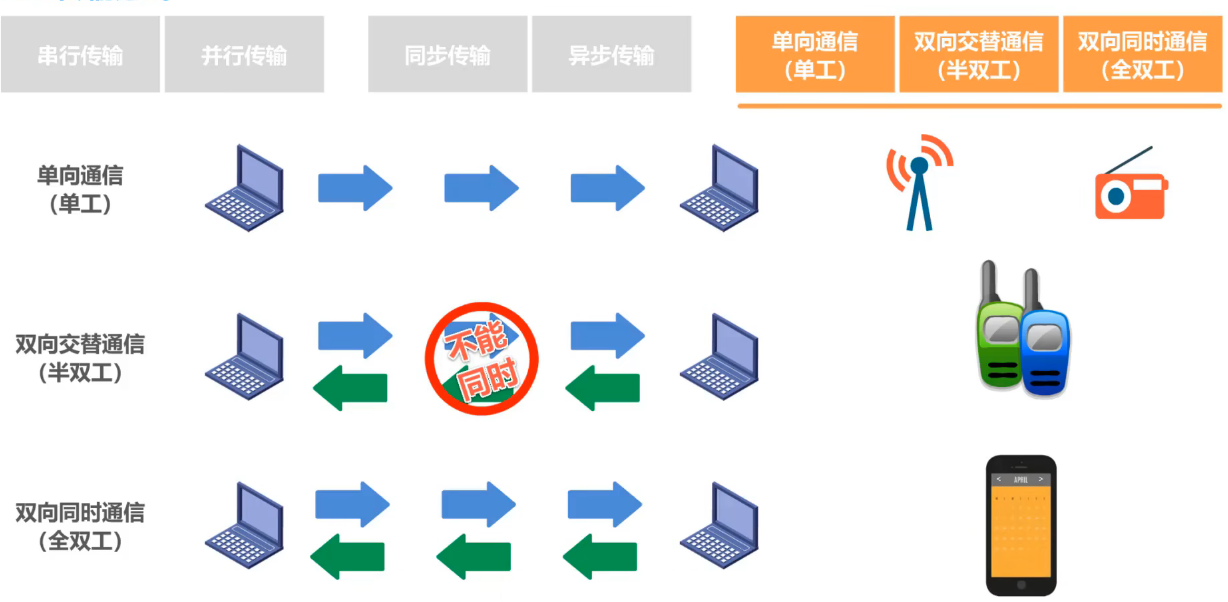 串行传输
并行传输
同步传输
异步传输
单向通信
(单工)
双向交替通信
(半双工)
双向同时通信
(全双工)
单向通信
(单工)
双向交替通信
(半双工)
不能
同时
双向同时通信
(全双工)
< APRIL >